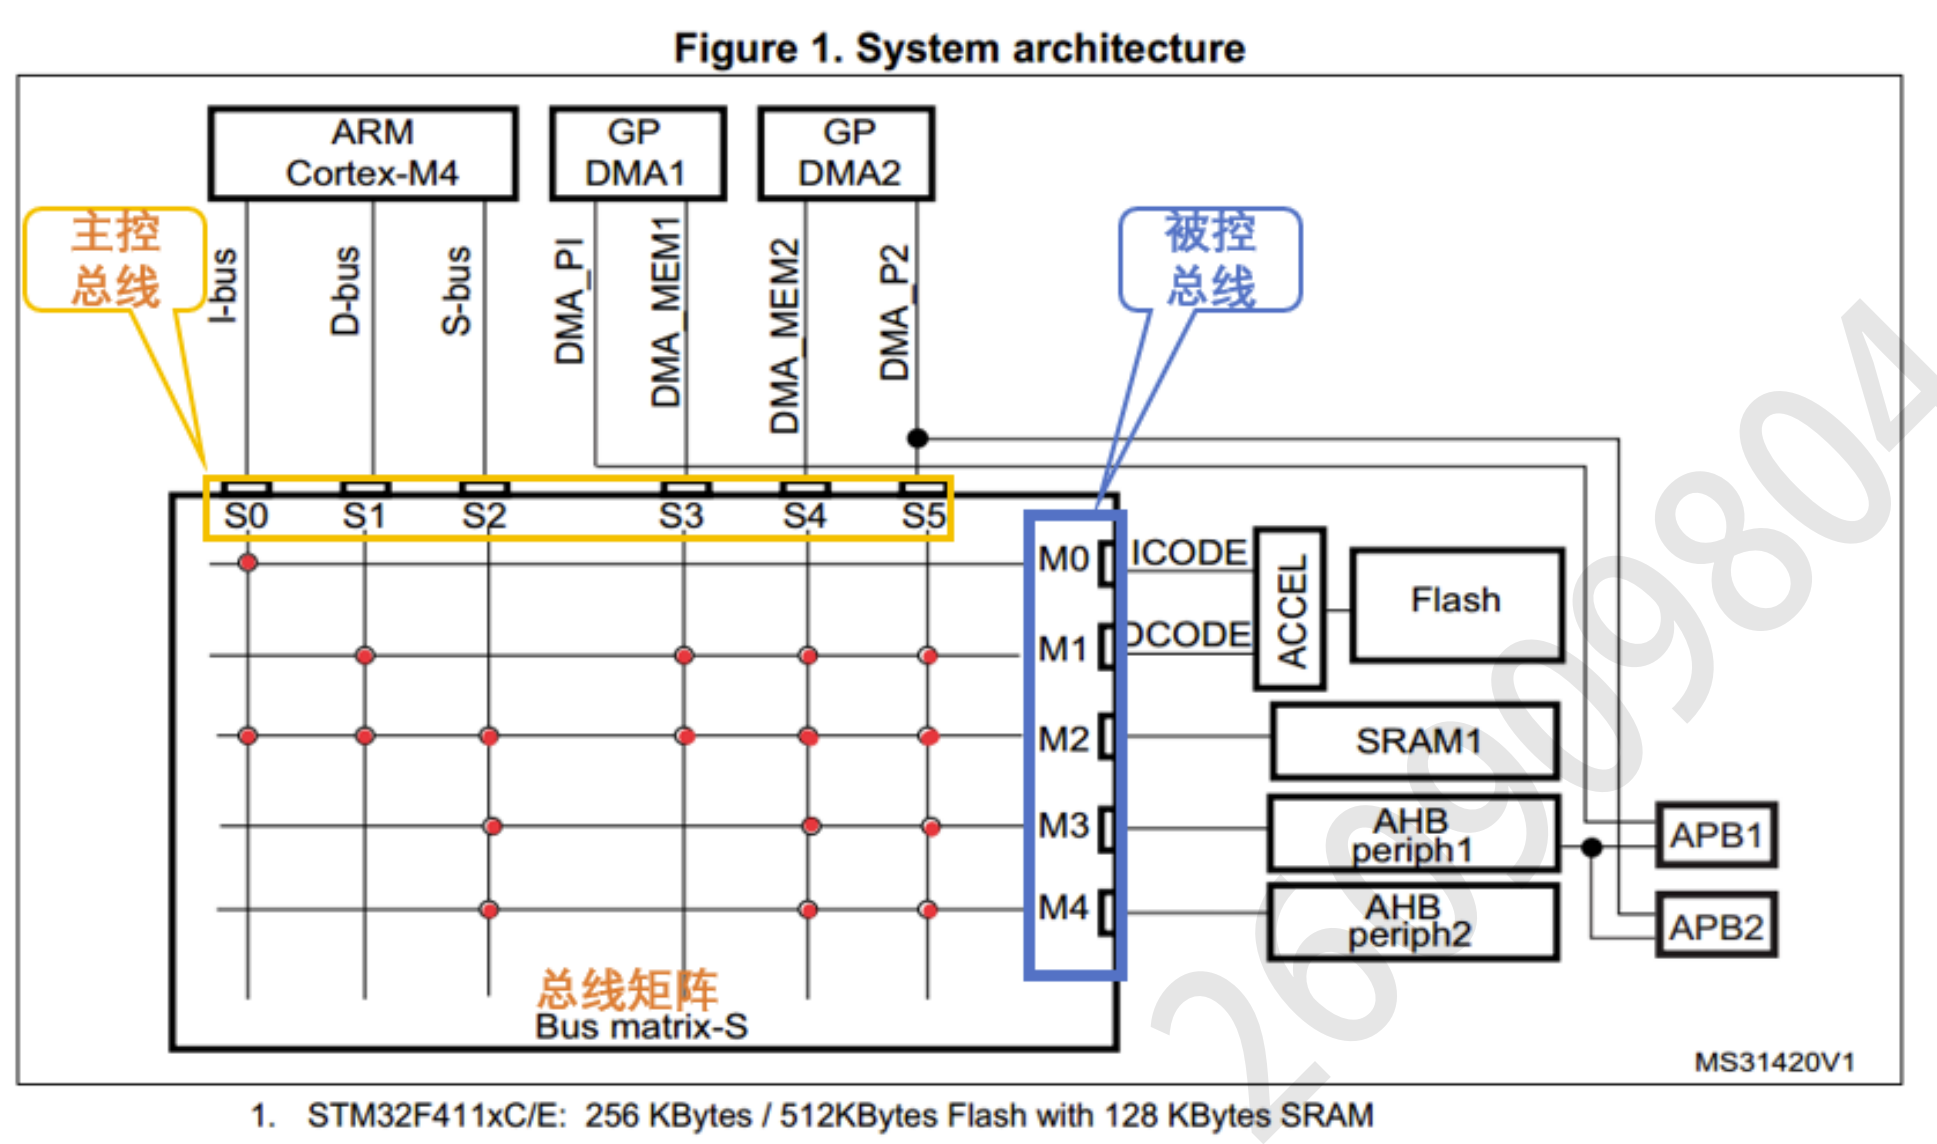 Figure 1. System architecture
ARM
Cortex-M4
GP
DMA1
GP
DMA2
主控
总线
被控
总线
I-bus
D-bus
S-bus
DMA_PI
DMA_MEM1
DMA_MEM2
DMA_P2
S0
S1
S2
S3
S4
S5
M0
ICODE
M1
DCODE
ACCEL
Flash
M2
SRAM1
M3
AHB
periph1
APB1
M4
AHB
periph2
APB2
总线矩阵
Bus matrix-S
MS31420V1
1. STM32F411xC/E: 256 KBytes / 512KBytes Flash with 128 KBytes SRAM
26909804